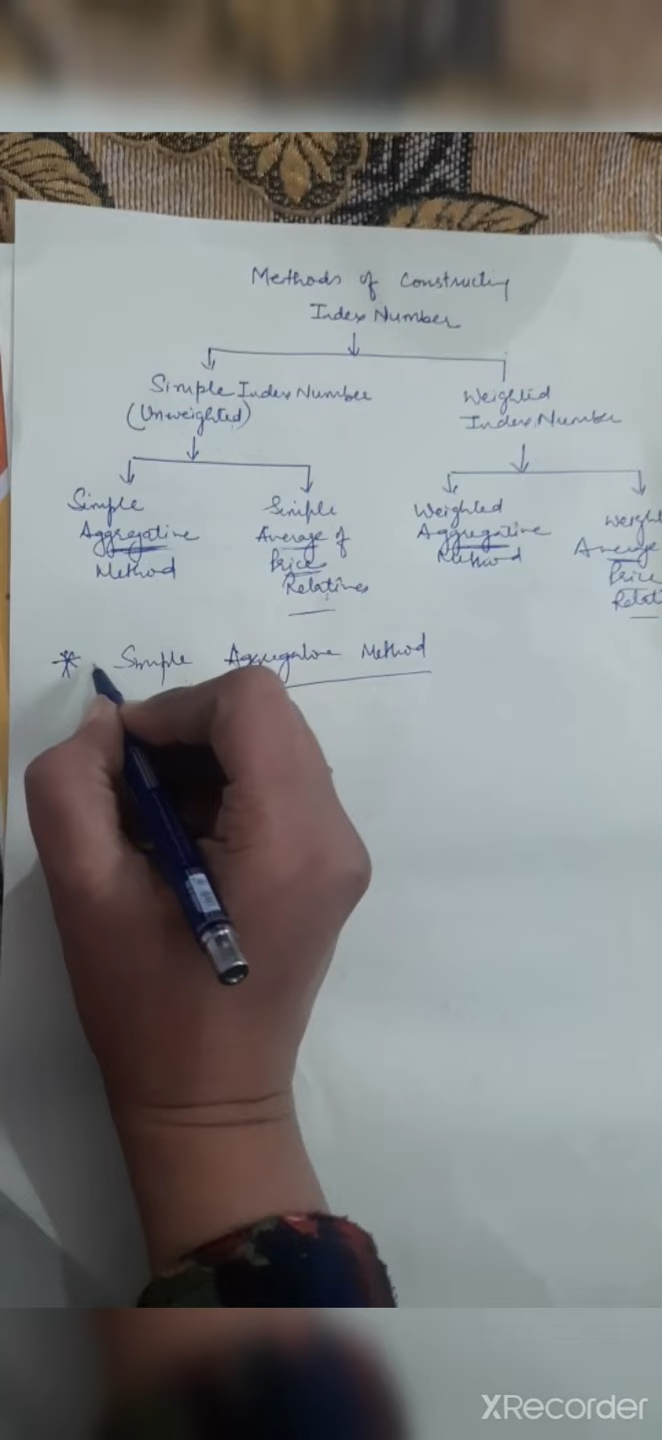 Methods of Constructing
Index Number
Simple Index Number
(Unweighted)
Weighted
Index Number
Simple
Aggregative
Method
Simple
Average of
Price
Relatives
Weighted
Aggregative
Method
Weight
Average
Price
Relati
* Simple Aggregative Method
XRecorder